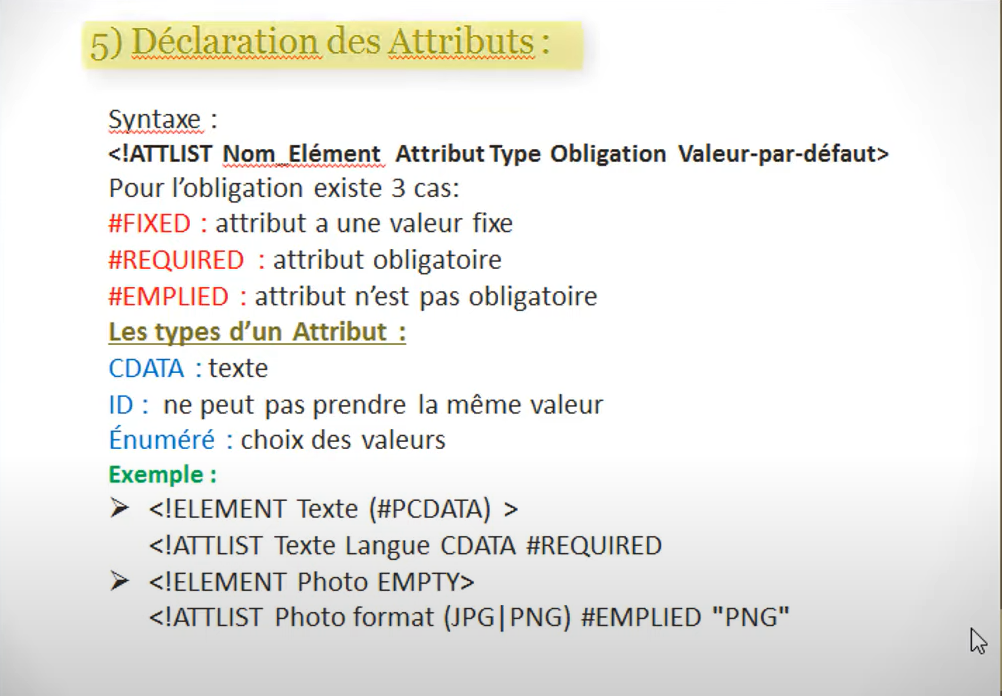 5) Déclaration des Attributs :
Syntaxe :
<!ATTLIST Nom_Elément Attribut Type Obligation Valeur-par-défaut>
Pour l’obligation existe 3 cas:
#FIXED : attribut a une valeur fixe
#REQUIRED : attribut obligatoire
#EMPLIED : attribut n’est pas obligatoire
Les types d’un Attribut :
CDATA : texte
ID : ne peut pas prendre la même valeur
Énuméré : choix des valeurs
Exemple :
➢ <!ELEMENT Texte (#PCDATA) >
<!ATTLIST Texte Langue CDATA #REQUIRED
➢ <!ELEMENT Photo EMPTY>
<!ATTLIST Photo format (JPG|PNG) #EMPLIED "PNG"